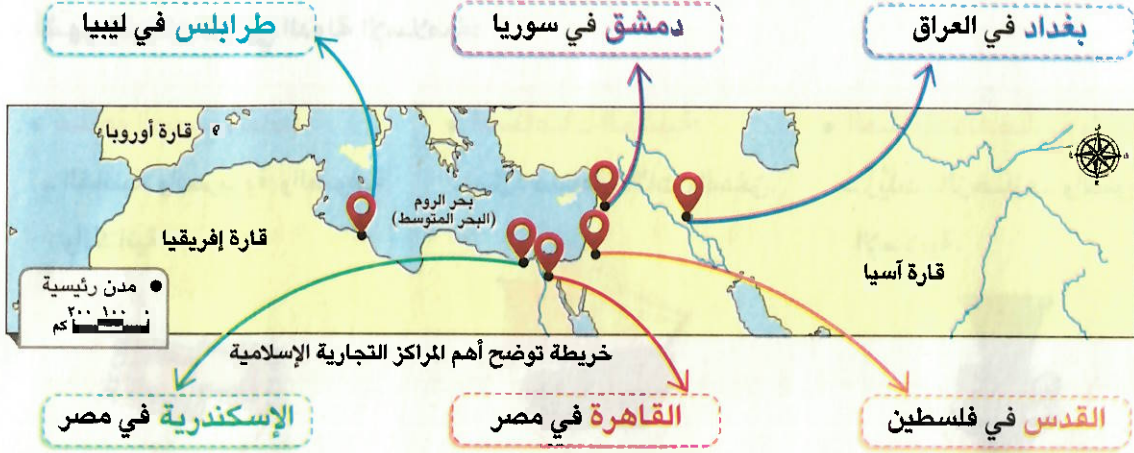 بغداد في العراق
دمشق في سوريا
طرابلس في ليبيا
قارة أوروبا
بحر الروم
(البحر المتوسط)
قارة إفريقيا
قارة آسيا
مدن رئيسية
٠ ١٠٠ ٢٠٠
كم
خريطة توضح أهم المراكز التجارية الإسلامية
القدس في فلسطين
القاهرة في مصر
الإسكندرية في مصر